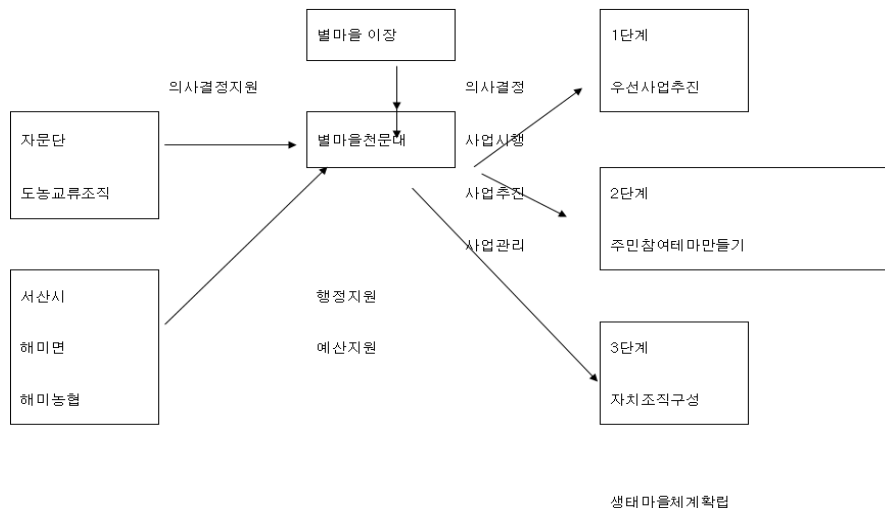 별마을 이장
1단계
우선사업추진
의사결정지원
의사결정
자문단
도농교류조직
별마을천문대
사업시행
사업추진
사업관리
2단계
주민참여테마만들기
서산시
해미면
해미농협
행정지원
예산지원
3단계
자치조직구성
생태마을체계확립